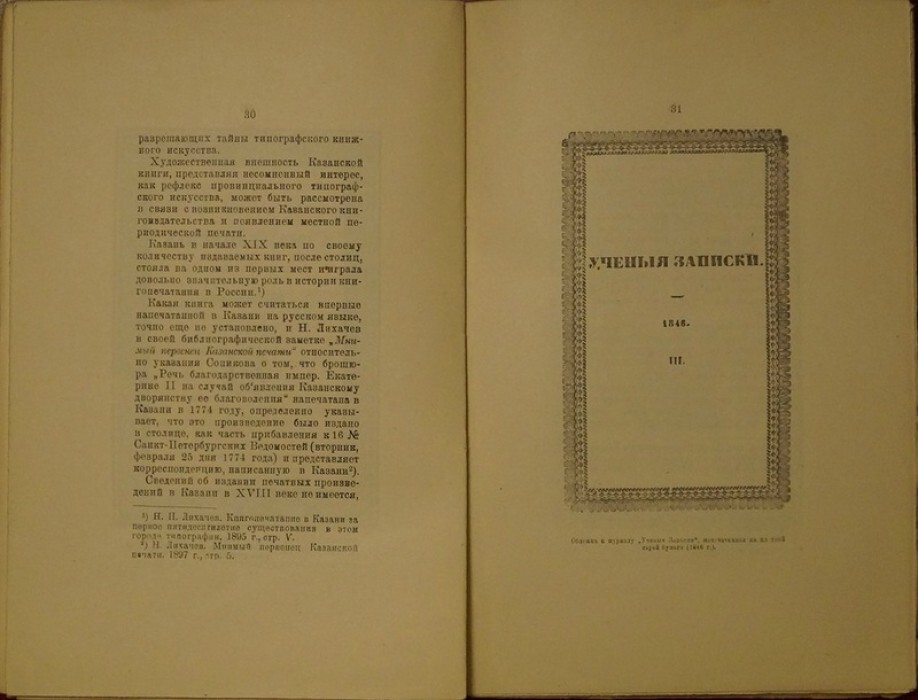 30
разрешающих тайны типографского книж-
ного искусства.
Художественная внешность Казанской
книги, представляя несомненный интерес,
как рефлекс провинциального типограф-
ского искусства, может быть рассмотрена
в связи с возникновением Казанского кни-
гоиздательства и появлением местной пе-
риодической печати.
Казань в начале XIX века по своему
количеству издаваемых книг, после столиц,
стояла на одном из первых мест и играла
довольно значительную роль в истории кни-
гопечатания в России.¹)
Какая книга может считаться впервые
напечатанной в Казани на русском языке,
точно еще не установлено, и Н. Лихачев
в своей библиографической заметке „Мни-
мый первенец Казанской печати“ относитель-
но указания Сопикова о том, что брошю-
ра „Речь благодарственная импер. Екате-
рине II на случай об'явления Казанскому
дворянству ее благоволения“ напечатана в
Казани в 1774 году, определенно указы-
вает, что это произведение было издано
в столице, как часть прибавления к 16 №
Санкт-Петербургских Ведомостей (вторник,
февраля 25 дня 1774 года) и представляет
корреспонденцию, написанную в Казани²).
Сведений об издании печатных произве-
дений в Казани в XVIII веке не имеется,
¹) Н. П. Лихачев. Книгопечатание в Казани за
первое пятидесятилетие существования в этом
городе типографии. 1895 г., стр. V.
²) Н. Лихачев. Мнимый первенец Казанской
печати. 1897 г., стр. 5.
31
УЧЕНЫЯ ЗАПИСКИ.
1846.
III.
к журналу „Ученыя Записки“,
бумаге (1846 г.).